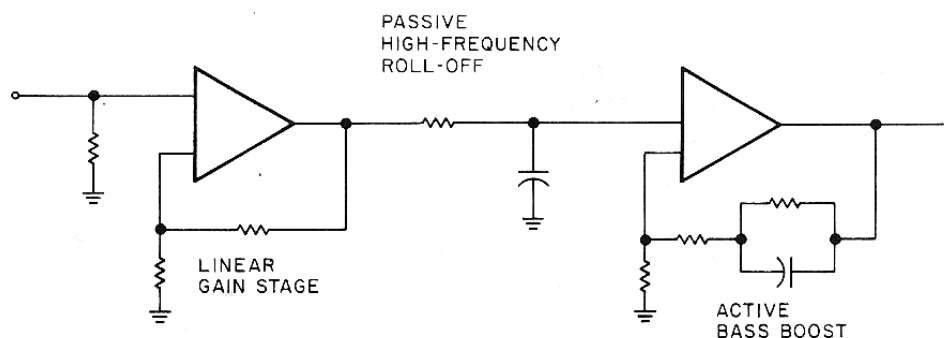 PASSIVE
HIGH-FREQUENCY
ROLL-OFF
LINEAR
GAIN STAGE
ACTIVE
BASS BOOST